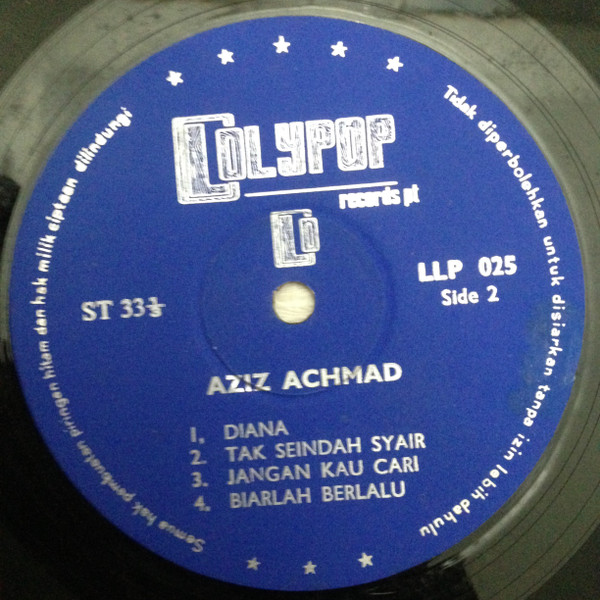 LOLYPOP
records pt
LO
LLP 025
Side 2
ST 33⅓
AZIZ ACHMAD
1. DIANA
2. TAK SEINDAH SYAIR
3. JANGAN KAU CARI
4. BIARLAH BERLALU
Semua hak pembuatan piringan hitam dan hak milik ciptaan dilindungi
Tidak diperbolehkan untuk disiarkan tanpa izin lebih dahulu